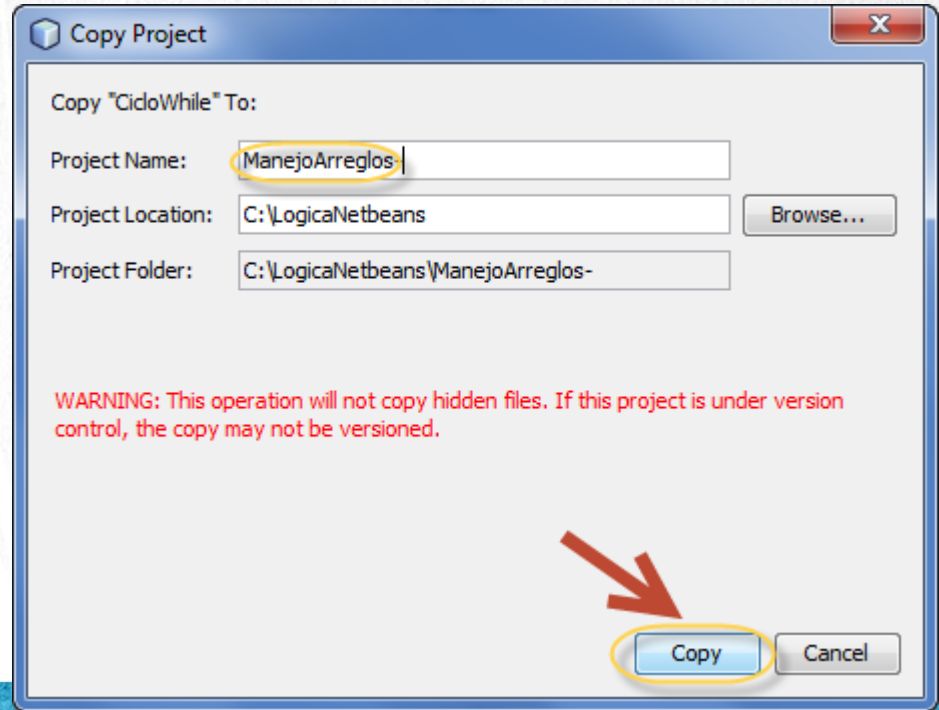 Copy Project
Copy "CicloWhile" To:
Project Name: ManejoArreglos-
Project Location: C:\LogicaNetbeans Browse...
Project Folder: C:\LogicaNetbeans\ManejoArreglos-
WARNING: This operation will not copy hidden files. If this project is under version
control, the copy may not be versioned.
Copy Cancel